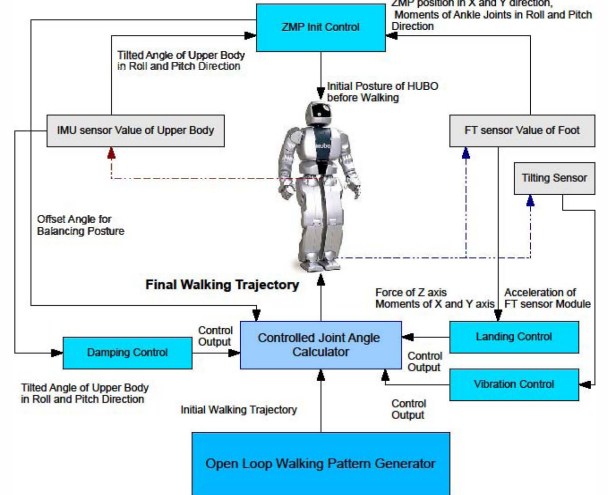 ZMP position in X and Y direction,
Moments of Ankle Joints in Roll and Pitch
Direction
ZMP Init Control
Tilted Angle of Upper Body
in Roll and Pitch Direction
Initial Posture of HUBO
before Walking
IMU sensor Value of Upper Body
FT sensor Value of Foot
Tilting Sensor
Offset Angle for
Balancing Posture
Final Walking Trajectory
Force of Z axis
Moments of X and Y axis
Acceleration of
FT sensor Module
Control
Output
Damping Control
Controlled Joint Angle
Calculator
Landing Control
Control
Output
Vibration Control
Tilted Angle of Upper Body
in Roll and Pitch Direction
Initial Walking Trajectory
Control
Output
Open Loop Walking Pattern Generator